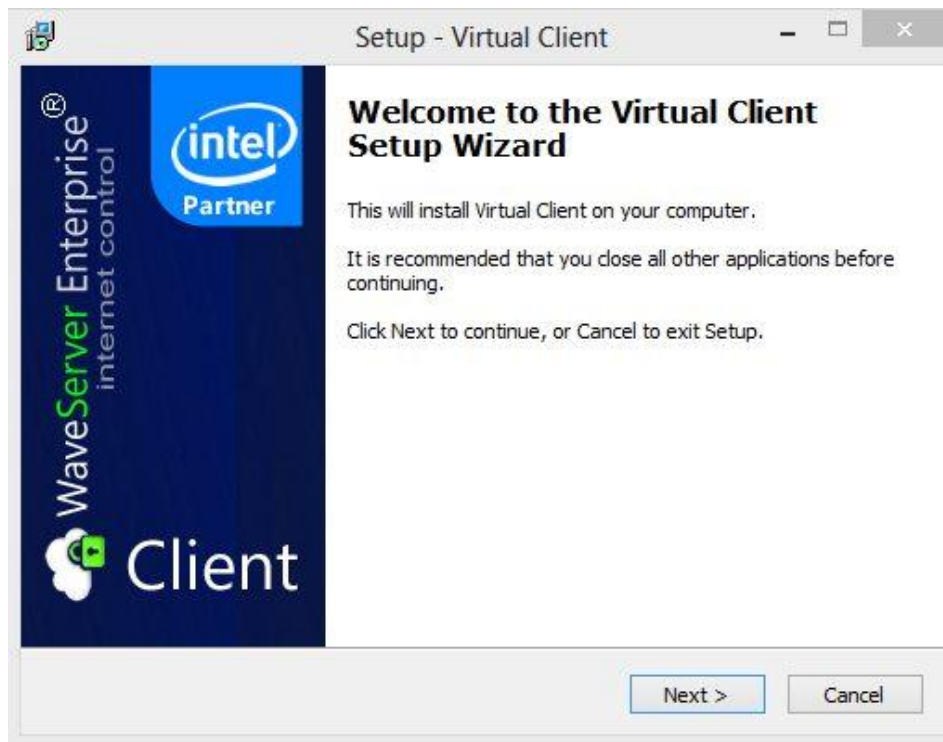 Setup - Virtual Client
WaveServer Enterprise®
internet control
Client
intel
Partner
Welcome to the Virtual Client
Setup Wizard
This will install Virtual Client on your computer.
It is recommended that you close all other applications before
continuing.
Click Next to continue, or Cancel to exit Setup.
Next >
Cancel